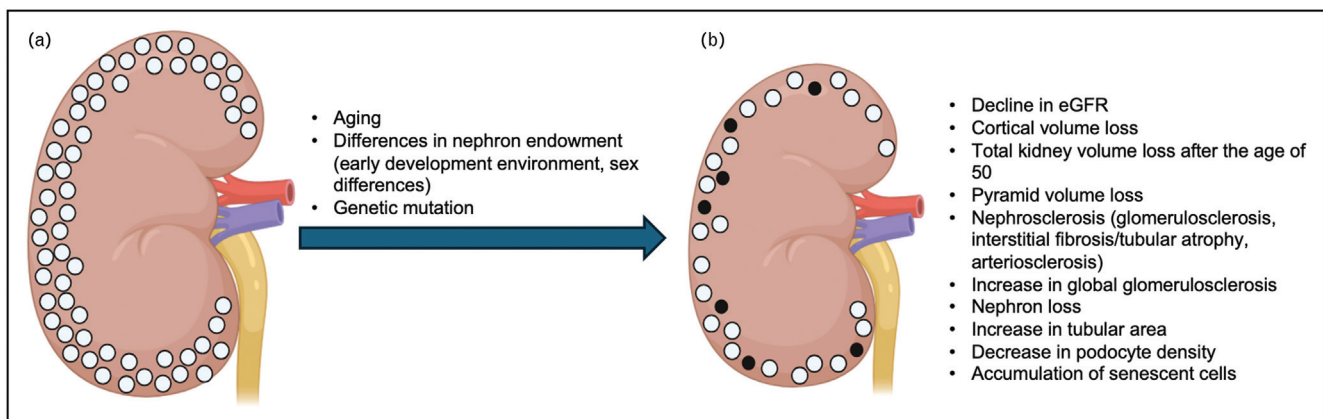 (a)
• Aging
• Differences in nephron endowment
(early development environment, sex
differences)
• Genetic mutation
(b)
• Decline in eGFR
• Cortical volume loss
• Total kidney volume loss after the age of
50
• Pyramid volume loss
• Nephrosclerosis (glomerulosclerosis,
interstitial fibrosis/tubular atrophy,
arteriosclerosis)
• Increase in global glomerulosclerosis
• Nephron loss
• Increase in tubular area
• Decrease in podocyte density
• Accumulation of senescent cells